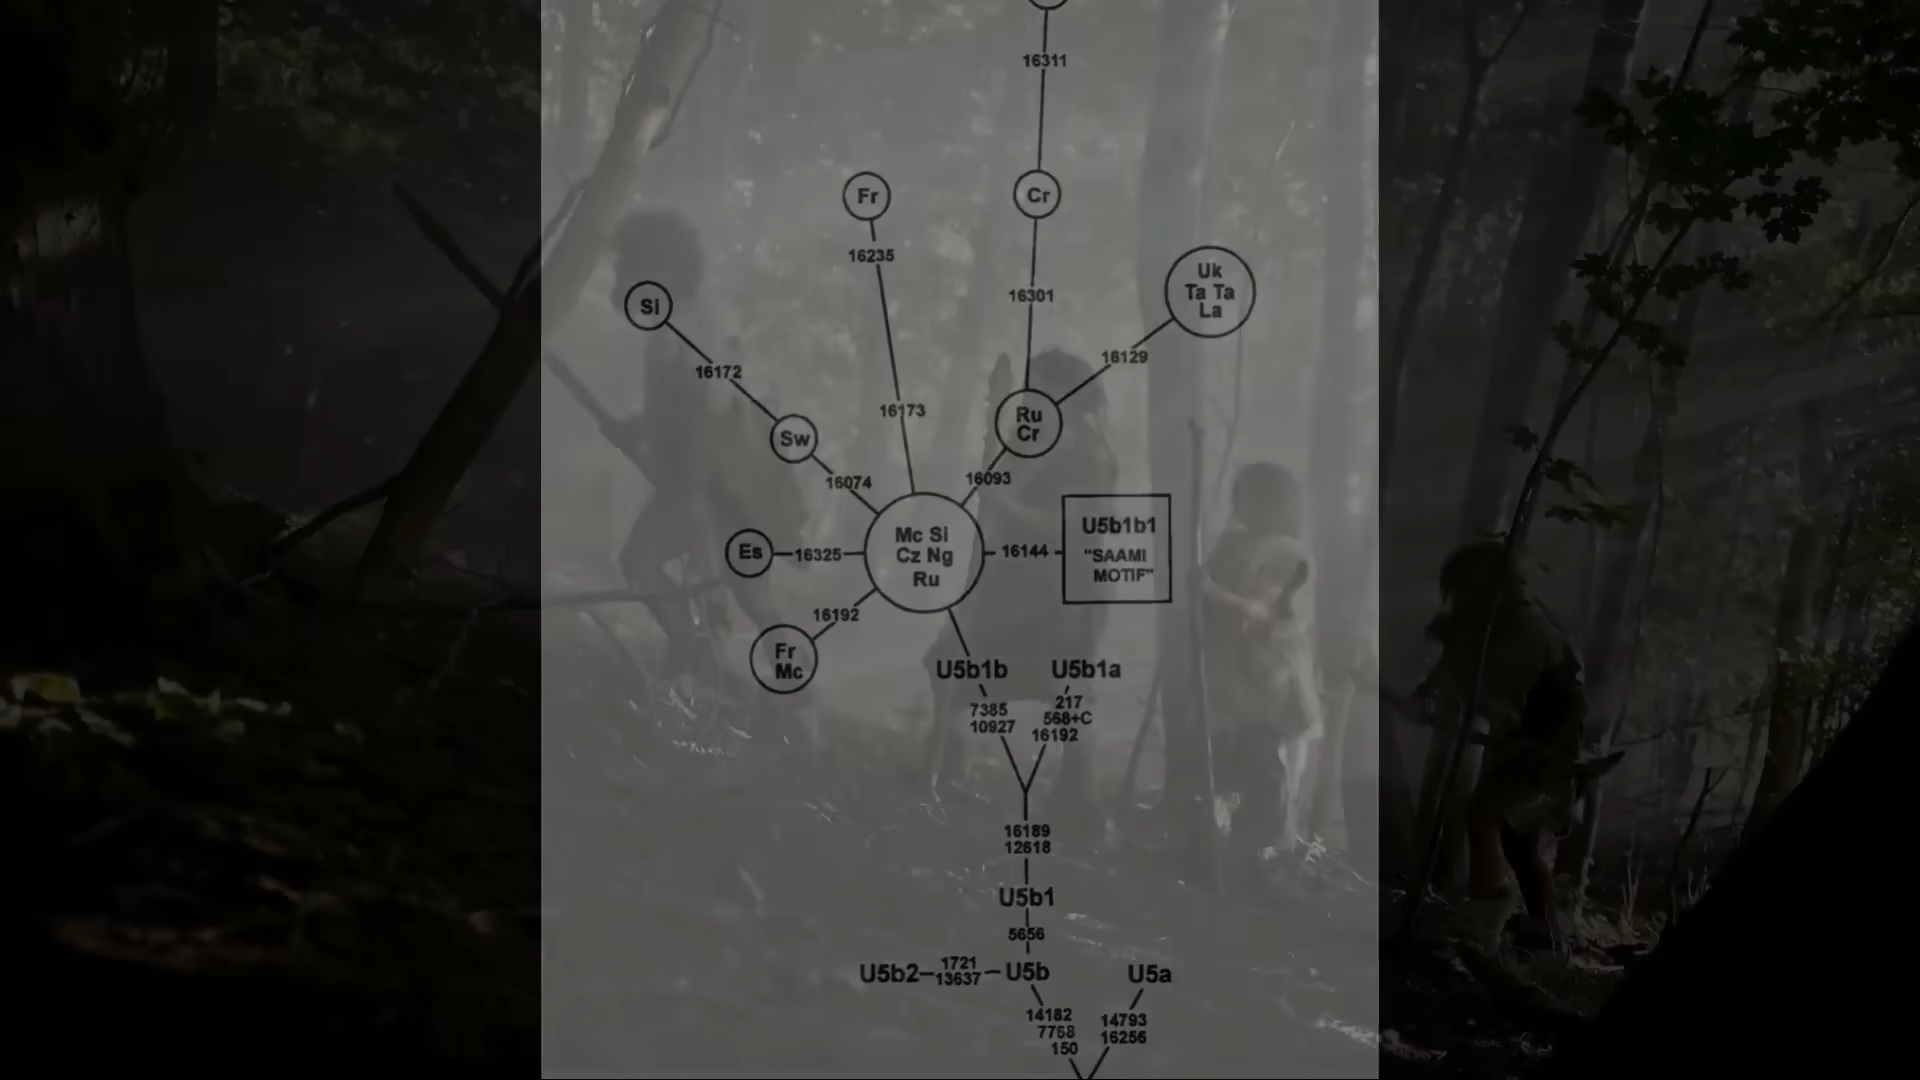 16311
Fr
Cr
16235
Uk
Ta Ta
La
16301
Si
16129
16172
16173
Ru
Cr
Sw
16074
16093
Mc Si
Cz Ng
Ru
U5b1b1
"SAAMI
MOTIF"
Es
16325
16144
16192
Fr
Mc
U5b1b
U5b1a
7385
10927
217
568+C
16192
16189
12618
U5b1
5656
U5b2
1721
13637
U5b
U5a
14182
7768
150
14793
16256